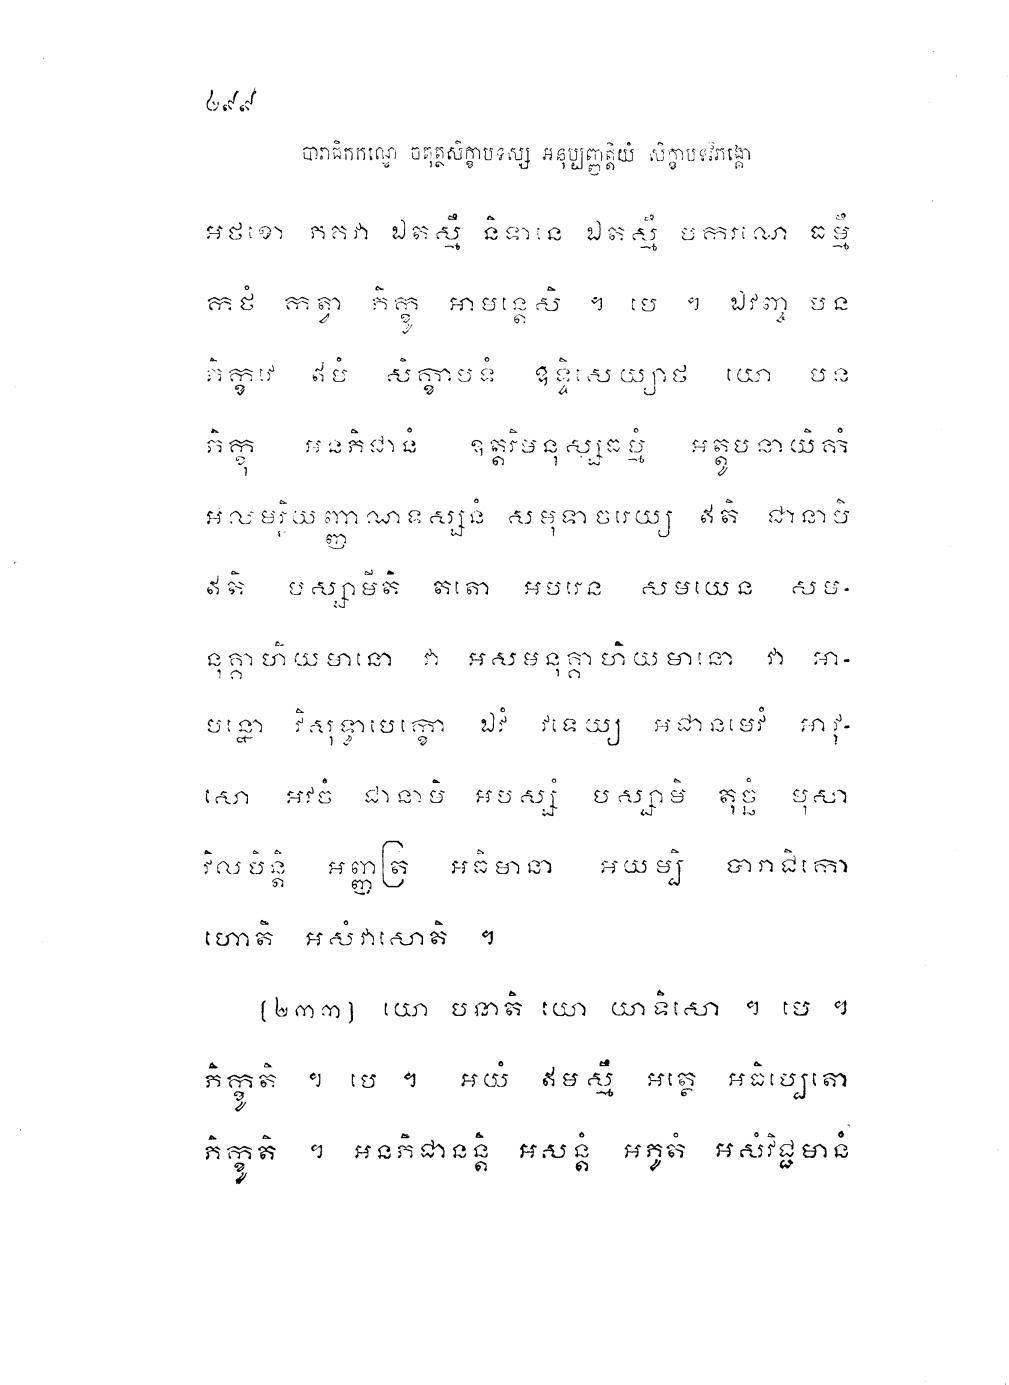 ៤៩៩
បារាជិកកណ្ឌេ ចតុត្ថសិក្ខាបទស្ស អនុប្បញ្ញត្តិយំ សិក្ខាបទវិភង្គោ
អថខោ ភគវា ឯតស្មឹ និទានេ ឯតស្មឹ បករណេ ធម្មឹ
កថំ កត្វា ភិក្ខូ អាមន្តេសិ ។ បេ ។ ឯវញ្ច បន
ភិក្ខវេ ឥមំ សិក្ខាបទំ ឧទ្ទិសេយ្យាថ យោ បន
ភិក្ខុ អនភិជានំ ឧត្តរិមនុស្សធម្មំ អត្តូបនាយិកំ
អលមរិយញ្ញាណទស្សនំ សមុទាចរេយ្យ ឥតិ ជានាមិ
ឥតិ បស្សាមីតិ តតោ អបរេន សមយេន សម-
នុគ្គាហិយមានោ វា អសមនុគ្គាហិយមានោ វា អា-
បន្នោ វិសុទ្ធាបេក្ខោ ឯវំ វទេយ្យ អជានមេវំ អាវុ-
សោ អវចំ ជានាមិ អបស្សំ បស្សាមិ តុច្ឆំ មុសា
វិលបិន្តិ អញ្ញត្រ អធិមានា អយម្បិ បារាជិកោ
ហោតិ អសំវាសោតិ ។
(២៣៣) យោ បនាតិ យោ យាទិសោ ។ បេ ។
ភិក្ខូតិ ។ បេ ។ អយំ ឥមស្មឹ អត្ថេ អធិប្បេតោ
ភិក្ខូតិ ។ អនភិជានន្តិ អសន្តំ អភូតំ អសំវិជ្ជមានំ